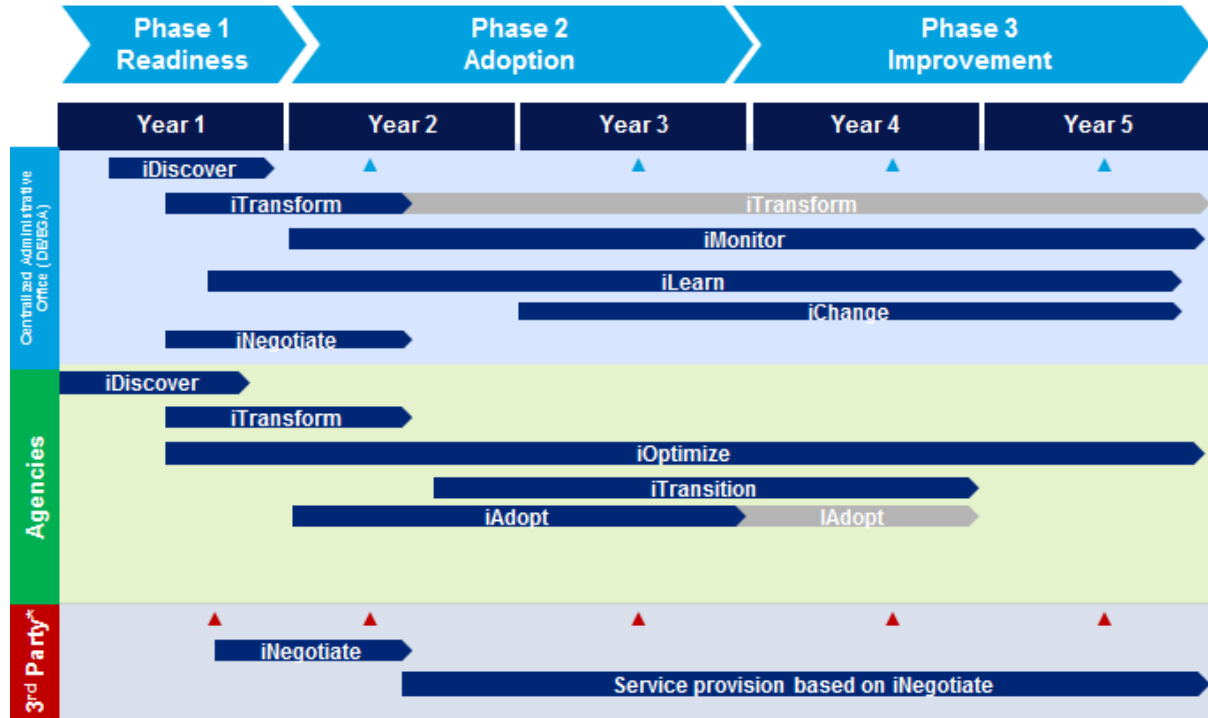 Phase 1
Readiness
Phase 2
Adoption
Phase 3
Improvement
Year 1
Year 2
Year 3
Year 4
Year 5
Centralized Administrative
Office (DE/EGA)
iDiscover
iTransform
iTransform
iMonitor
iLearn
iChange
iNegotiate
Agencies
iDiscover
iTransform
iOptimize
iTransition
iAdopt
IAdopt
3rd Party*
iNegotiate
Service provision based on iNegotiate